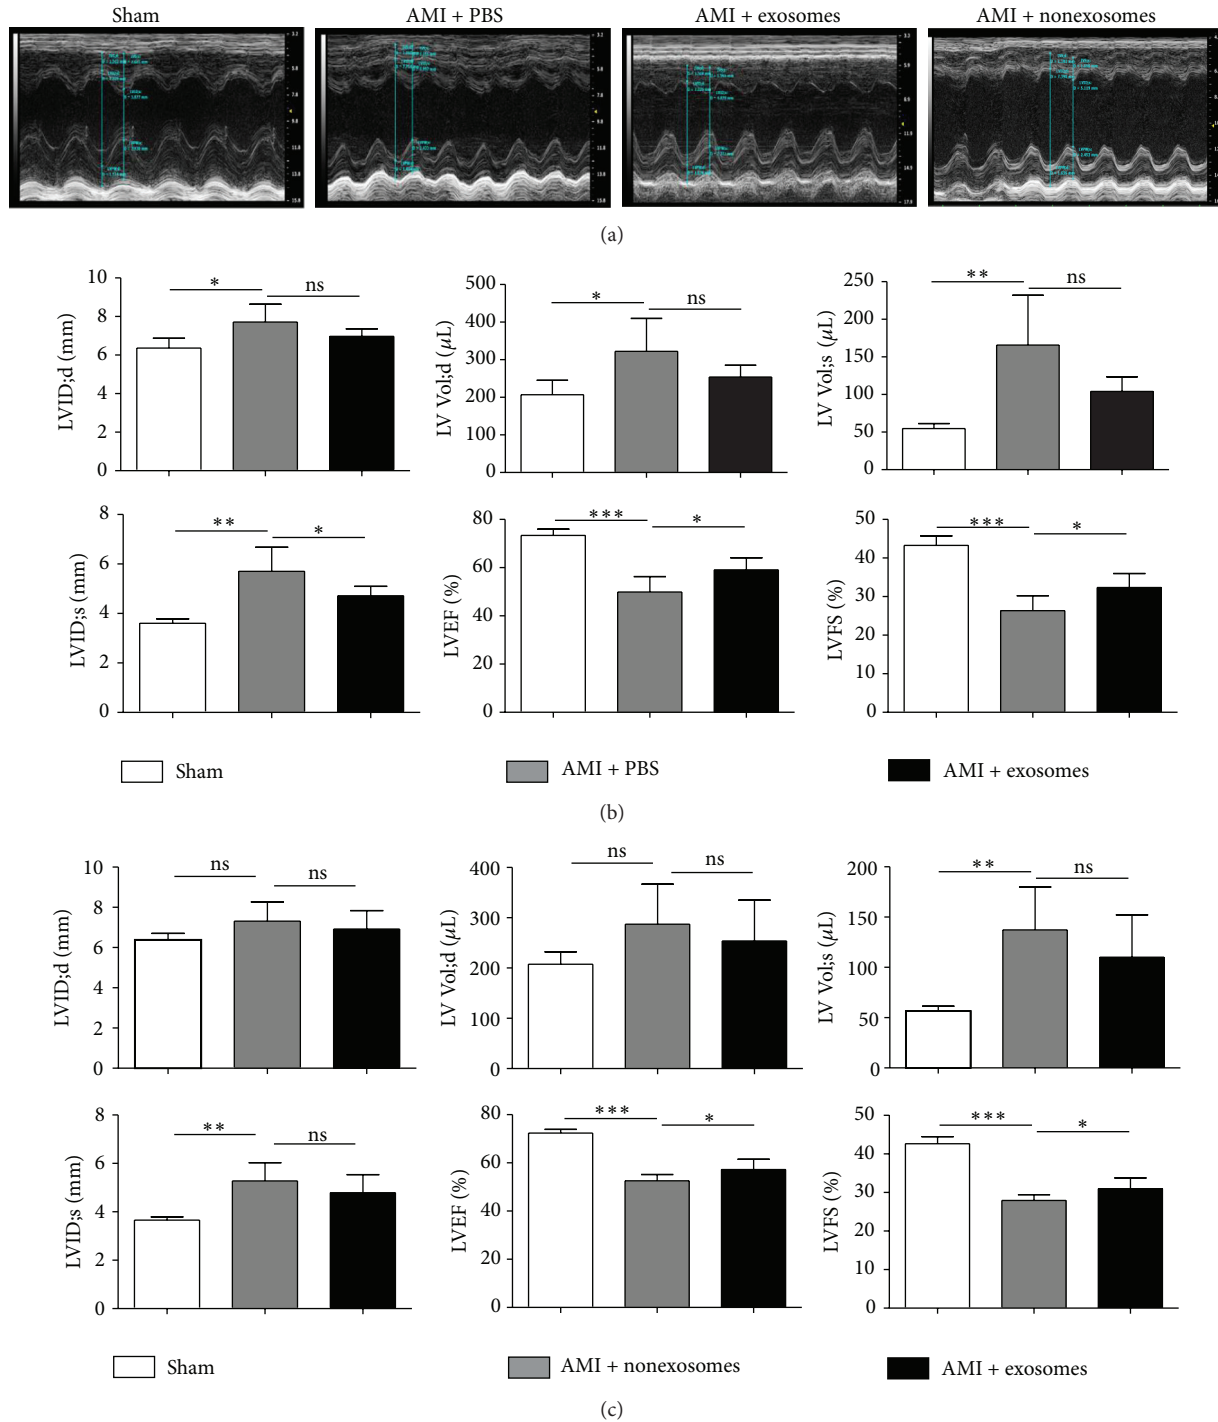 Sham
AMI + PBS
AMI + exosomes
AMI + nonexosomes
(a)
LVID;d (mm)
10
8
6
4
2
0
*
ns
LV Vol;d (μL)
500
400
300
200
100
0
*
ns
LV Vol;s (μL)
250
200
150
100
50
0
**
ns
LVID;s (mm)
8
6
4
2
0
**
*
LVEF (%)
80
60
40
20
0
***
*
LVFS (%)
50
40
30
20
10
0
***
*
Sham
AMI + PBS
AMI + exosomes
(b)
LVID;d (mm)
10
8
6
4
2
0
ns
ns
LV Vol;d (μL)
400
300
200
100
0
ns
ns
LV Vol;s (μL)
200
150
100
50
0
**
ns
LVID;s (mm)
8
6
4
2
0
**
ns
LVEF (%)
80
60
40
20
0
***
*
LVFS (%)
50
40
30
20
10
0
***
*
Sham
AMI + nonexosomes
AMI + exosomes
(c)